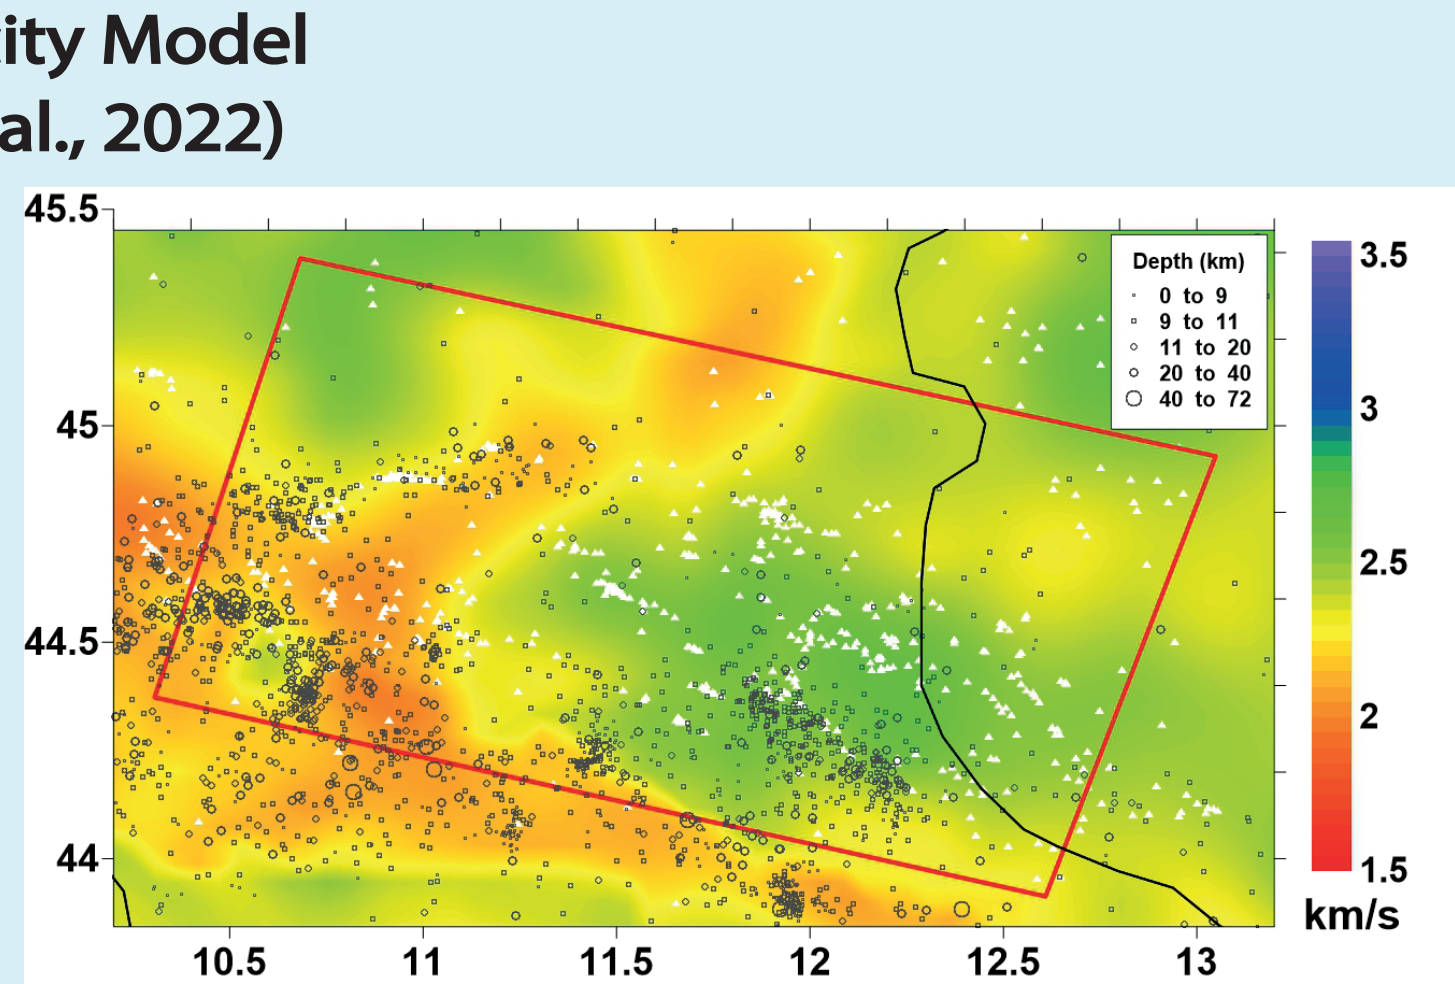 ity Model
al., 2022)
45.5
45
44.5
44
10.5 11 11.5 12 12.5 13
Depth (km)
0 to 9
9 to 11
11 to 20
20 to 40
40 to 72
3.5
3
2.5
2
1.5
km/s